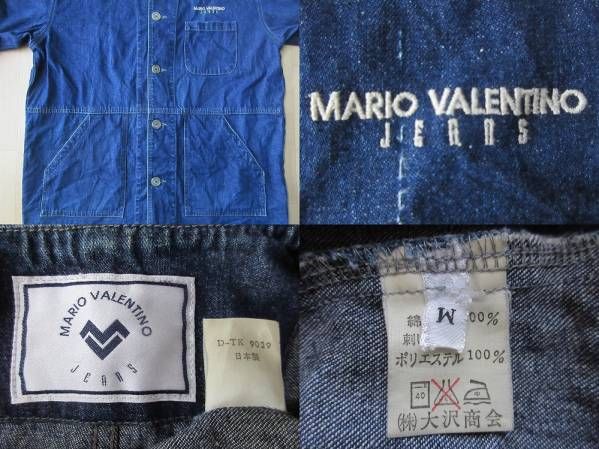 MARIO VALENTINO
JEANS
MARIO VALENTINO
JEANS
MARIO VALENTINO
JEANS
D-TK 9029
日本製
M
綿 100%
刺
ポリエステル 100%
40
(株)大沢商会